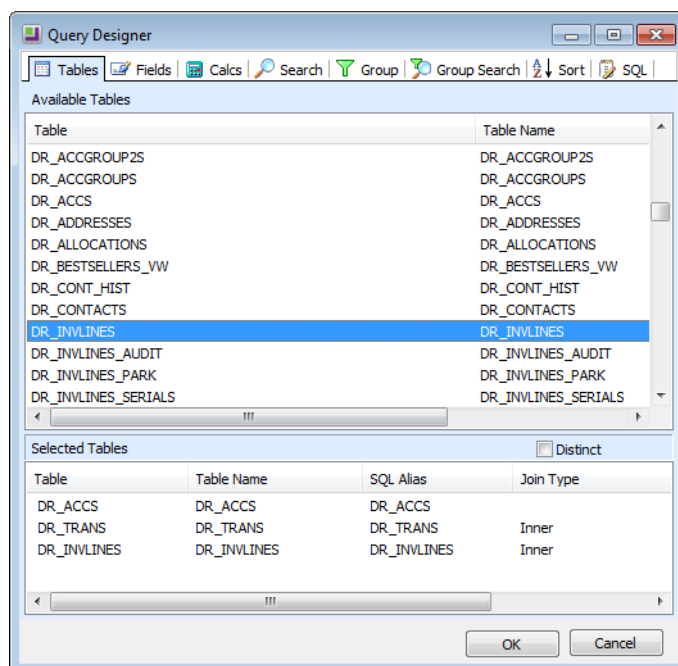 Query Designer
Tables Fields Calcs Search Group Group Search Sort SQL
Available Tables
Table Table Name
DR_ACCGROUP2S DR_ACCGROUP2S
DR_ACCGROUPS DR_ACCGROUPS
DR_ACCS DR_ACCS
DR_ADDRESSES DR_ADDRESSES
DR_ALLOCATIONS DR_ALLOCATIONS
DR_BESTSELLERS_VW DR_BESTSELLERS_VW
DR_CONT_HIST DR_CONT_HIST
DR_CONTACTS DR_CONTACTS
DR_INVLINES DR_INVLINES
DR_INVLINES_AUDIT DR_INVLINES_AUDIT
DR_INVLINES_PARK DR_INVLINES_PARK
DR_INVLINES_SERIALS DR_INVLINES_SERIALS
Selected Tables Distinct
Table Table Name SQL Alias Join Type
DR_ACCS DR_ACCS DR_ACCS
DR_TRANS DR_TRANS DR_TRANS Inner
DR_INVLINES DR_INVLINES DR_INVLINES Inner
OK Cancel